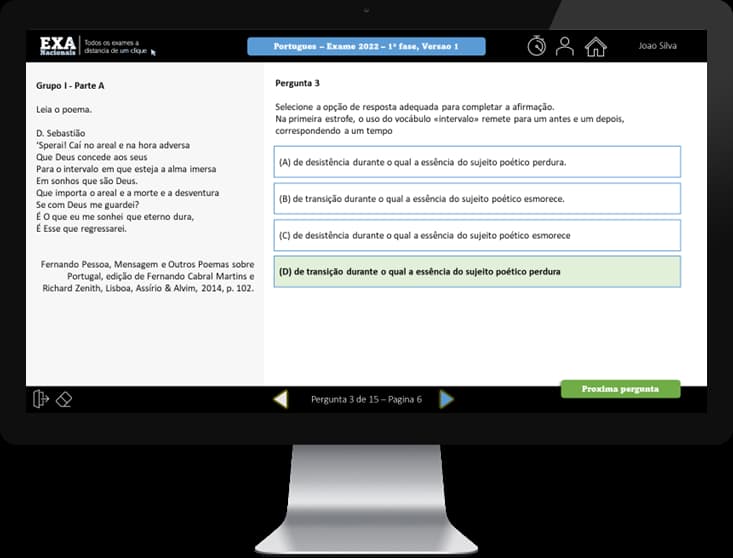 EXA
Nacionais
Todos os exames a
distancia de um clique
Portugues – Exame 2022 – 1ª fase, Versao 1
Joao Silva
Grupo I - Parte A
Leia o poema.
D. Sebastião
‘Sperai! Caí no areal e na hora adversa
Que Deus concede aos seus
Para o intervalo em que esteja a alma imersa
Em sonhos que são Deus.
Que importa o areal e a morte e a desventura
Se com Deus me guardei?
É O que eu me sonhei que eterno dura,
É Esse que regressarei.
Fernando Pessoa, Mensagem e Outros Poemas sobre
Portugal, edição de Fernando Cabral Martins e
Richard Zenith, Lisboa, Assírio & Alvim, 2014, p. 102.
Pergunta 3
Selecione a opção de resposta adequada para completar a afirmação.
Na primeira estrofe, o uso do vocábulo «intervalo» remete para um antes e um depois,
correspondendo a um tempo
(A) de desistência durante o qual a essência do sujeito poético perdura.
(B) de transição durante o qual a essência do sujeito poético esmorece.
(C) de desistência durante o qual a essência do sujeito poético esmorece
(D) de transição durante o qual a essência do sujeito poético perdura
Proxima pergunta
Pergunta 3 de 15 – Pagina 6